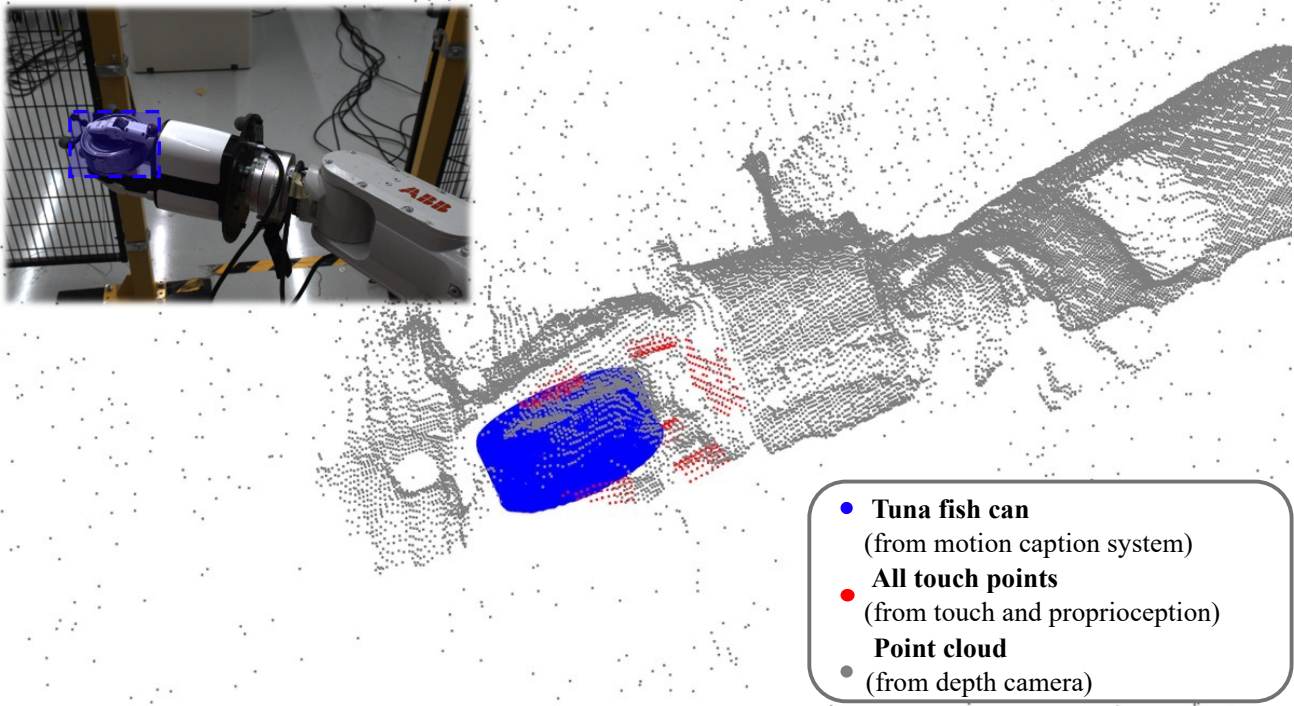 ABB
Tuna fish can
(from motion caption system)
All touch points
(from touch and proprioception)
Point cloud
(from depth camera)